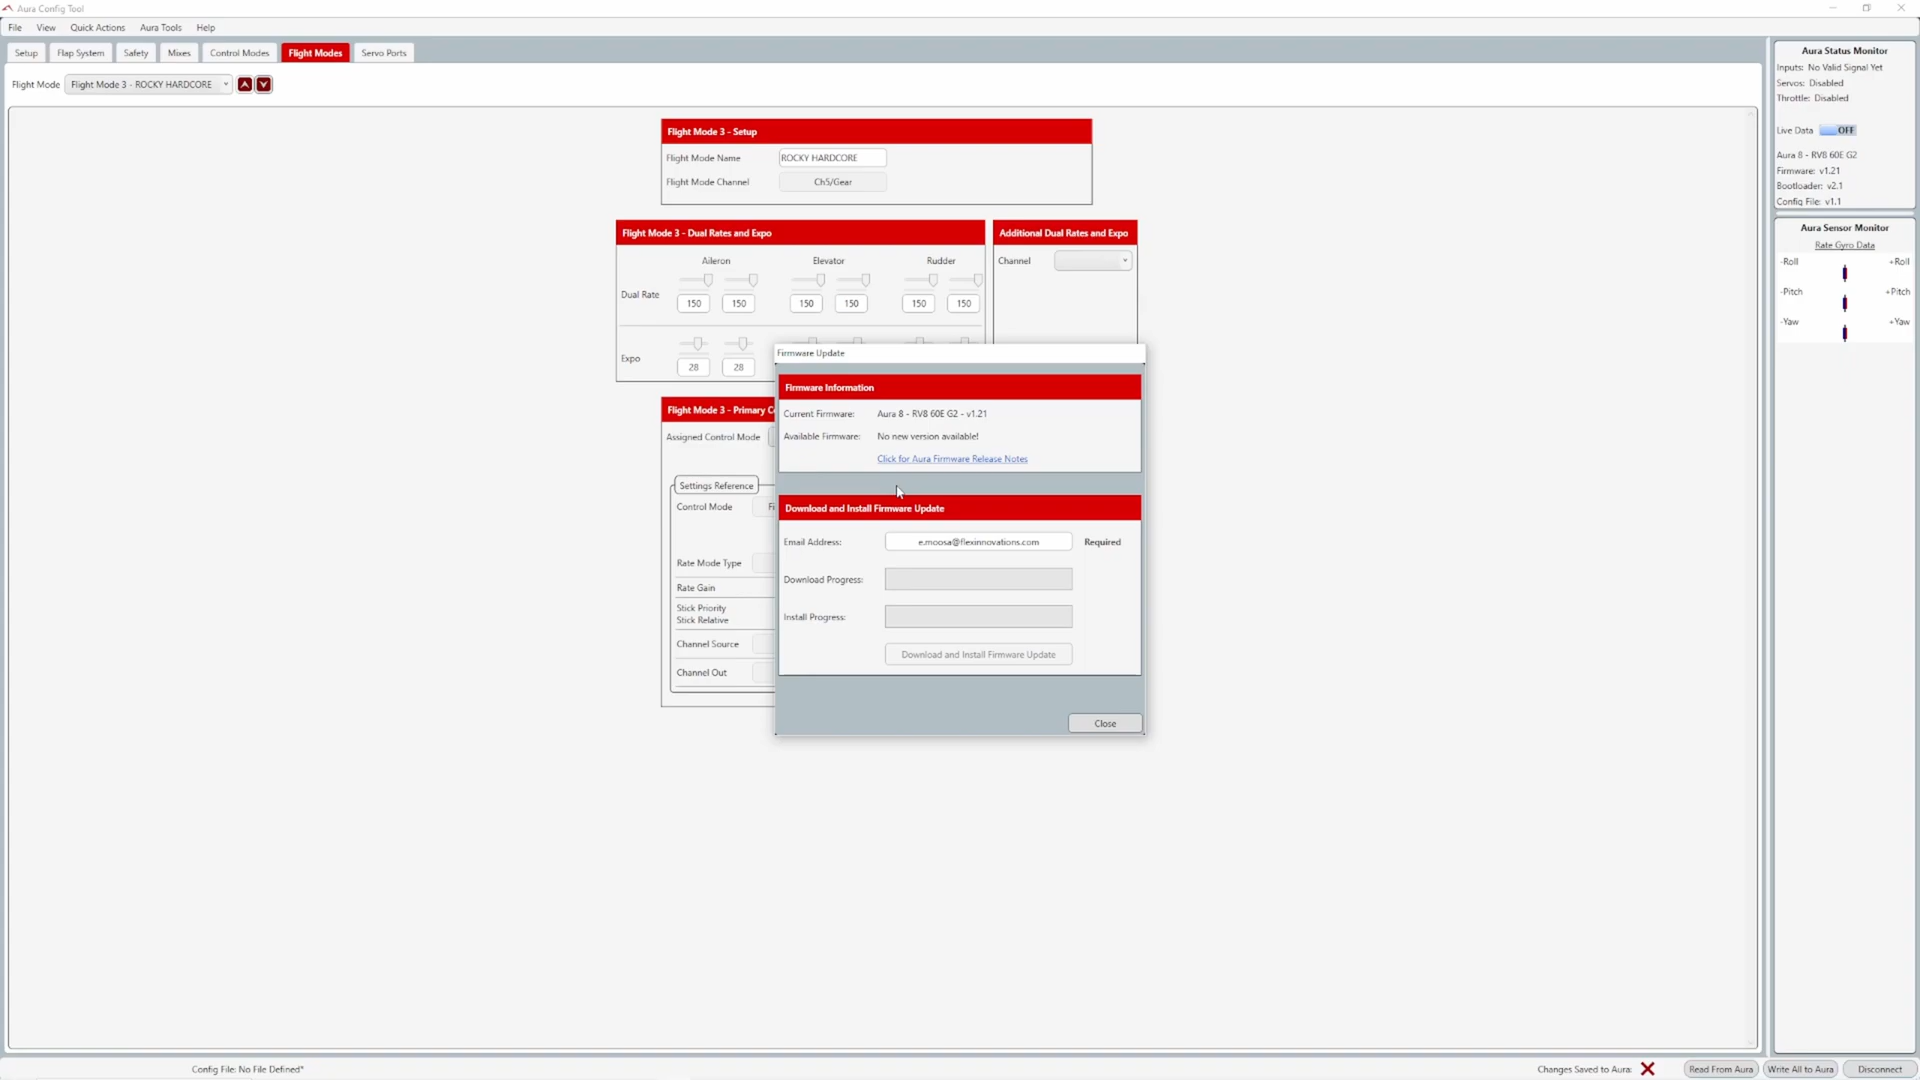 Aura Config Tool
File View Quick Actions Aura Tools Help
Setup Flap System Safety Mixes Control Modes Flight Modes Servo Ports
Flight Mode Flight Mode 3 - ROCKY HARDCORE
Flight Mode 3 - Setup
Flight Mode Name ROCKY HARDCORE
Flight Mode Channel Ch5/Gear
Flight Mode 3 - Dual Rates and Expo
Aileron Elevator Rudder
Dual Rate 150 150 150 150 150 150
Expo 28 28
Additional Dual Rates and Expo
Channel
Flight Mode 3 - Primary C
Assigned Control Mode
Settings Reference
Control Mode Fi
Rate Mode Type
Rate Gain
Stick Priority
Stick Relative
Channel Source
Channel Out
Firmware Update
Firmware Information
Current Firmware: Aura 8 - RV8 60E G2 - v1.21
Available Firmware: No new version available!
Click for Aura Firmware Release Notes
Download and Install Firmware Update
Email Address: e.moosa@flexinnovations.com Required
Download Progress:
Install Progress:
Download and Install Firmware Update
Close
Aura Status Monitor
Inputs: No Valid Signal Yet
Servos: Disabled
Throttle: Disabled
Live Data OFF
Aura 8 - RV8 60E G2
Firmware: v1.21
Bootloader: v2.1
Config File: v1.1
Aura Sensor Monitor
Rate Gyro Data
-Roll +Roll
-Pitch +Pitch
-Yaw +Yaw
Config File: No File Defined*
Changes Saved to Aura: Read From Aura Write All to Aura Disconnect